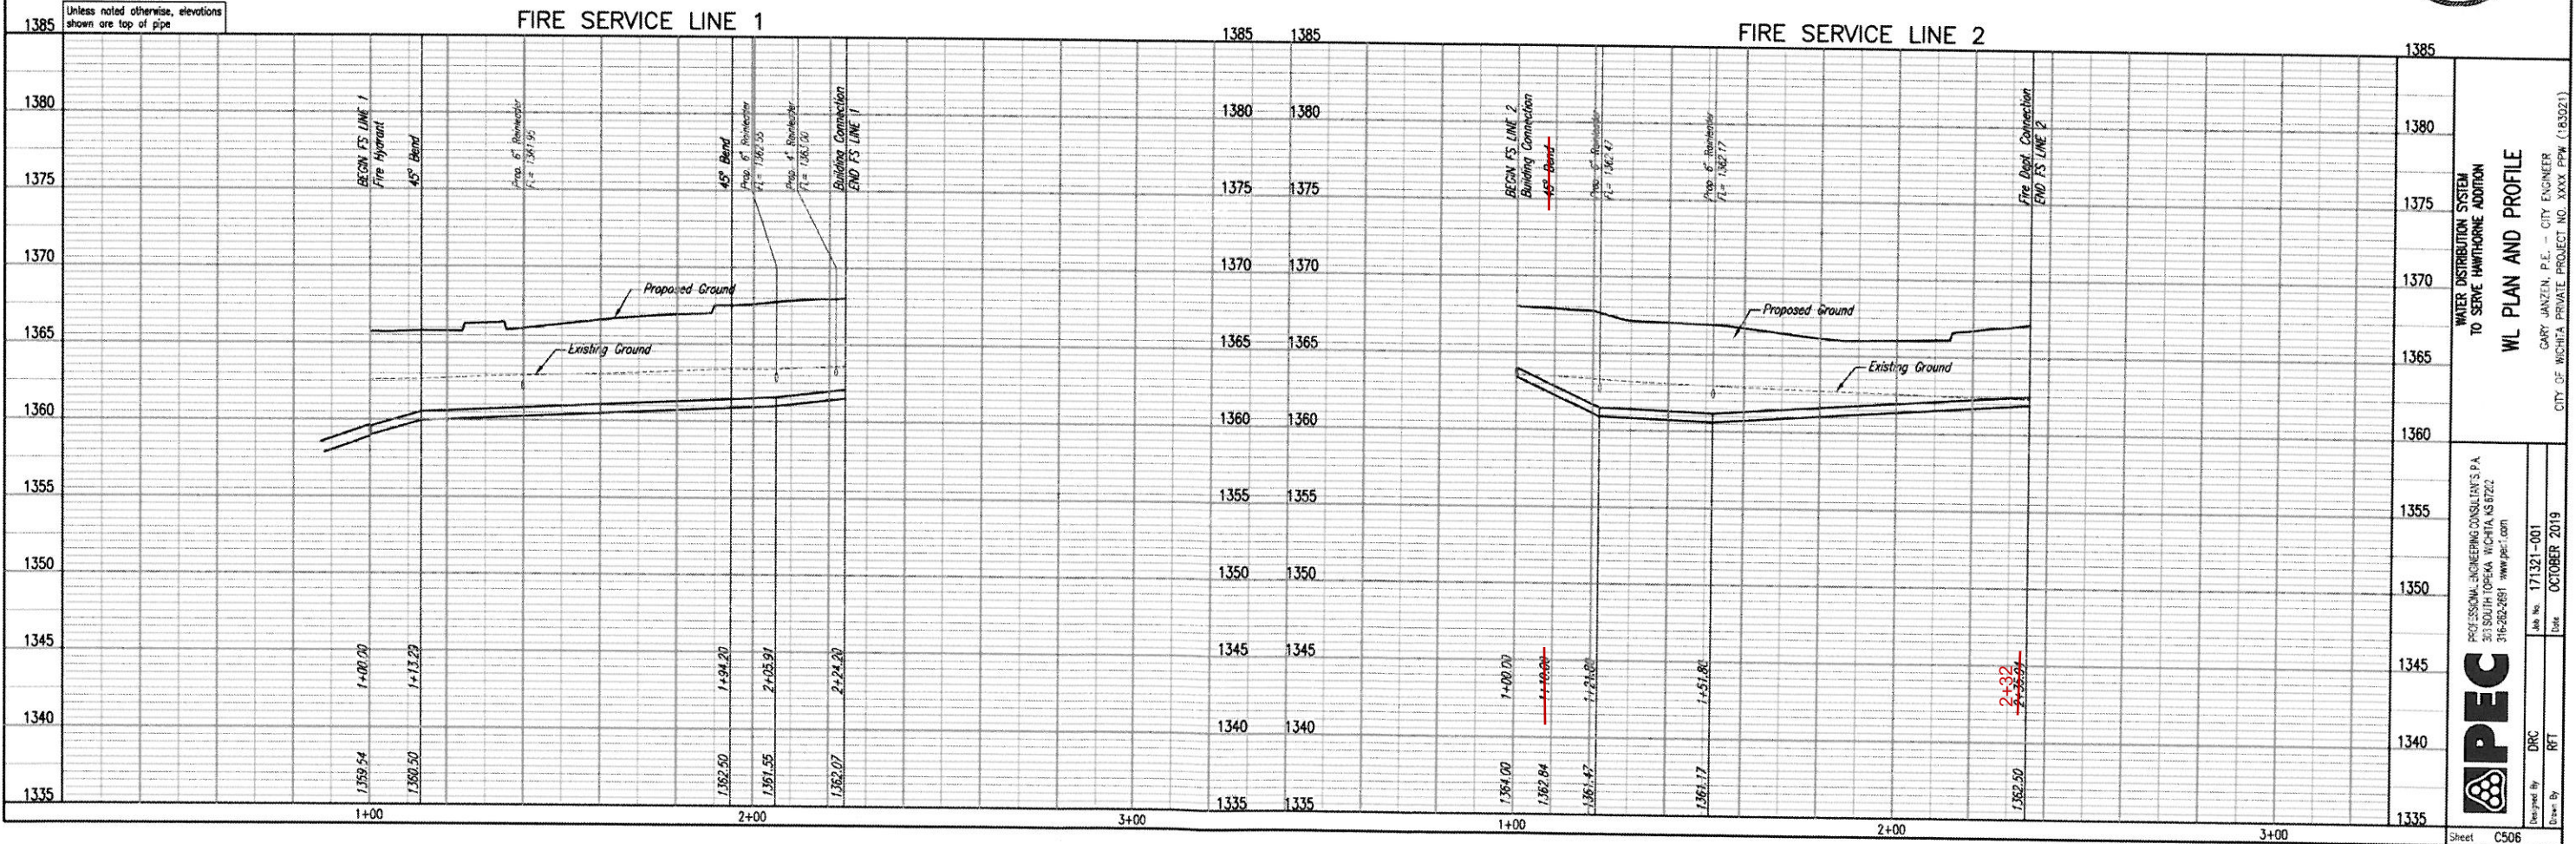 Unless noted otherwise, elevations
shown are top of pipe
FIRE SERVICE LINE 1
1385
1380
1375
1370
1365
1360
1355
1350
1345
1340
1335
BEGIN FS LINE 1
Fire Hydrant
45° Bend
Prop. 6" Rainleader
FL= 1361.95
45° Bend
Prop. 6" Rainleader
FL= 1362.55
Prop. 4" Rainleader
FL= 1363.00
Building Connection
END FS LINE 1
Proposed Ground
Existing Ground
1+00.00
1+13.29
1+94.20
2+05.91
2+24.20
1359.54
1360.50
1362.50
1361.55
1362.07
1+00
2+00
3+00
1385
1380
1375
1370
1365
1360
1355
1350
1345
1340
1335
FIRE SERVICE LINE 2
1385
1380
1375
1370
1365
1360
1355
1350
1345
1340
1335
BEGIN FS LINE 2
Building Connection
45° Bend
Prop. 6" Rainleader
FL= 1362.47
Prop. 6" Rainleader
FL= 1362.17
Fire Dept. Connection
END FS LINE 2
Proposed Ground
Existing Ground
1+00.00
1+10.00
1+21.80
1+51.80
2+32
1364.00
1362.84
1361.47
1361.17
1362.50
1+00
2+00
3+00
1385
1380
1375
1370
1365
1360
1355
1350
1345
1340
1335
WATER DISTRIBUTION SYSTEM
TO SERVE HAWTHORNE ADDITION
WL PLAN AND PROFILE
GARY JANZEN, P.E. - CITY ENGINEER
CITY OF WICHITA PRIVATE PROJECT NO. XXXX PPW (183021)
PROFESSIONAL ENGINEERING CONSULTANTS, P.A.
303 SOUTH TOPEKA WICHITA, KS 67202
316-262-2691 www.pec1.com
PEC
Job No. 171321-001
Date OCTOBER 2019
Designed By DRC
Drawn By RFT
Sheet C506